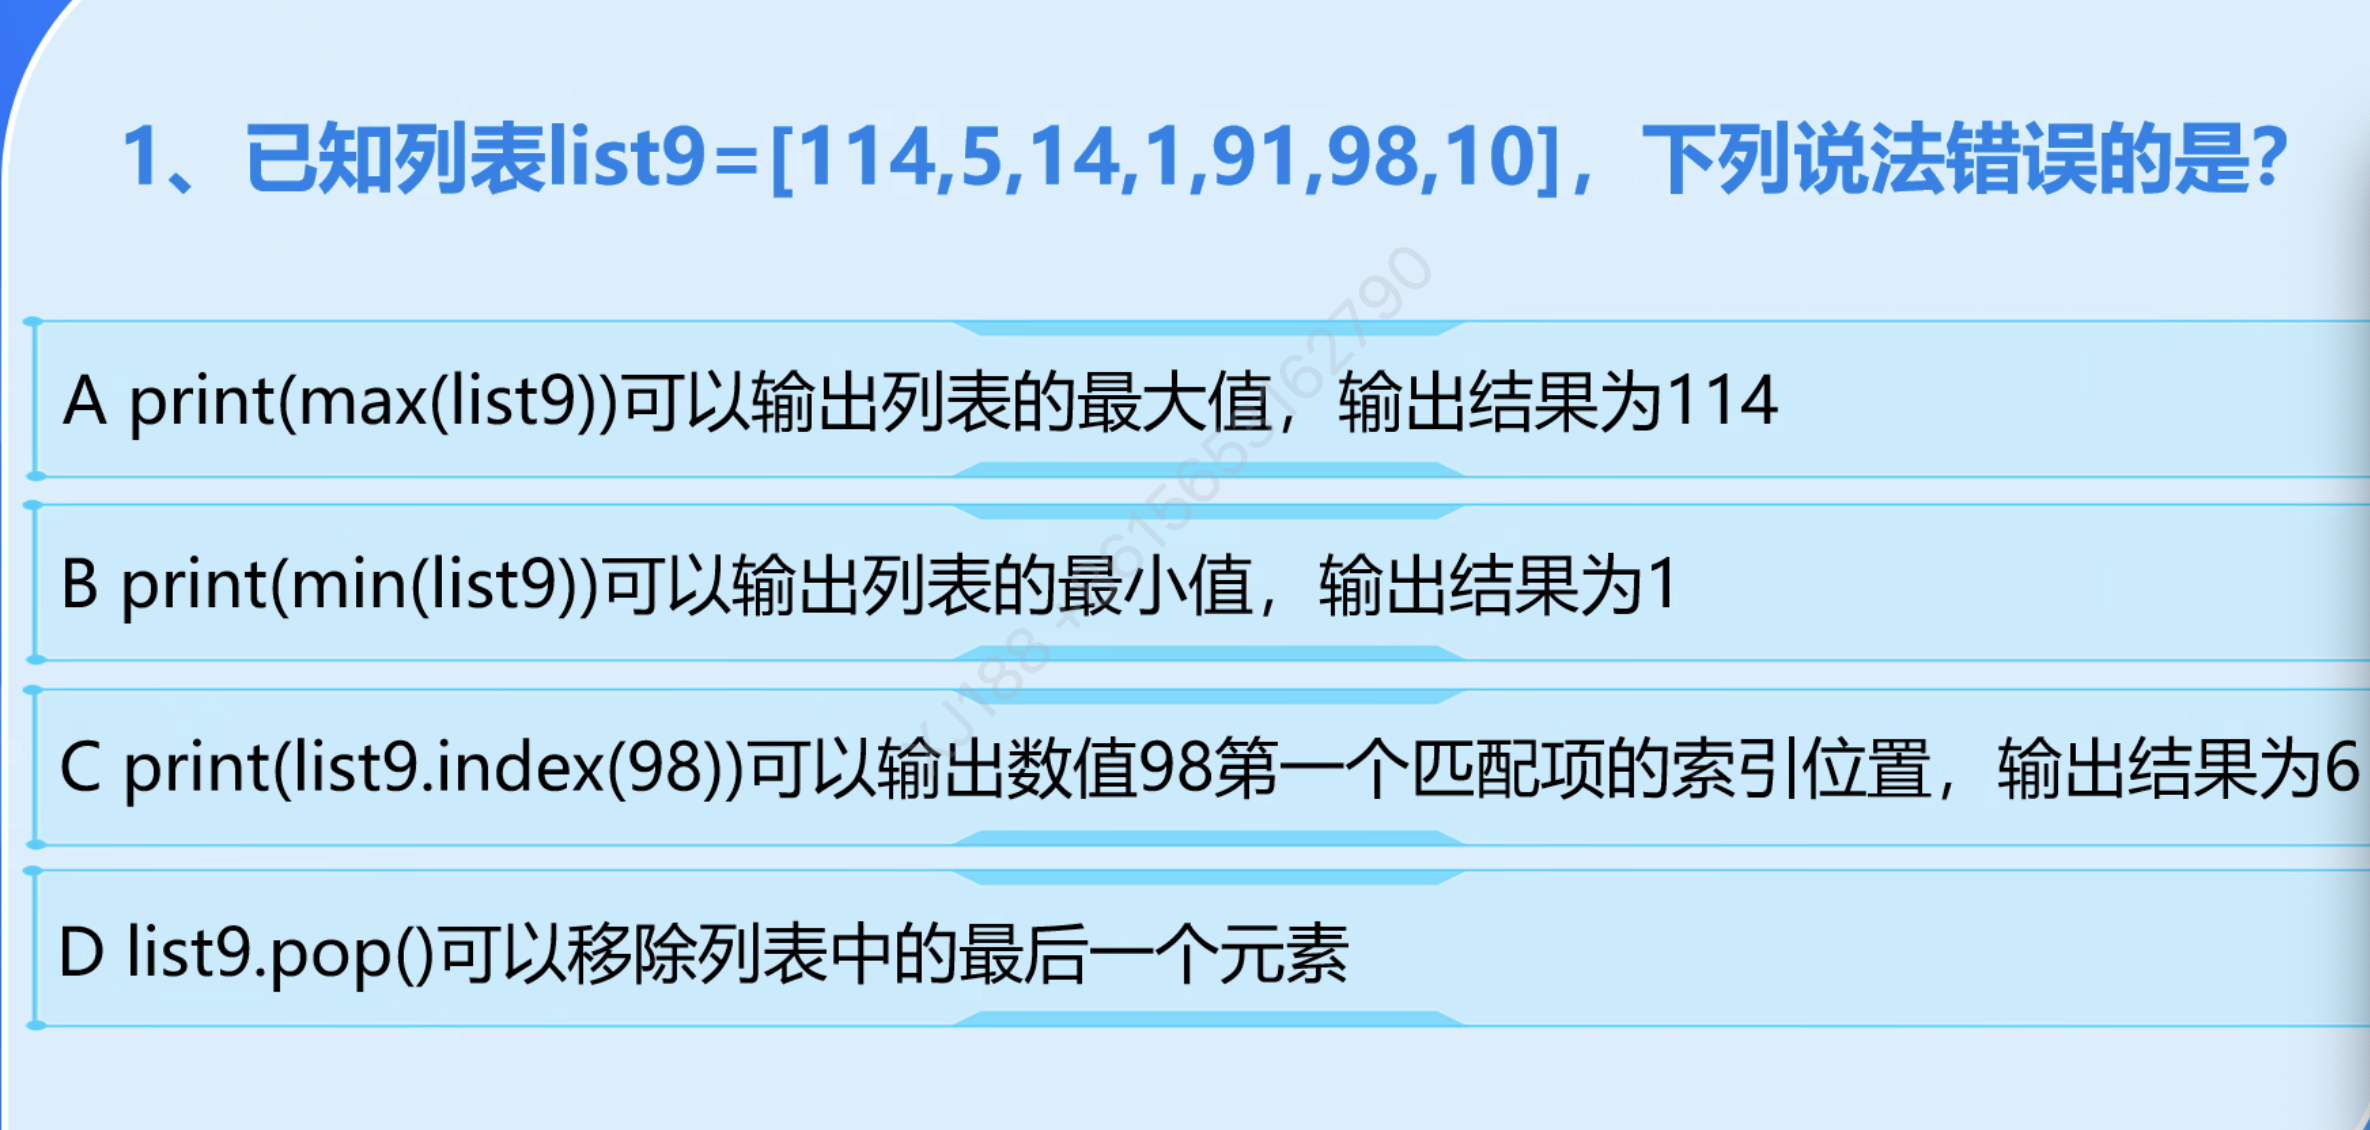 1、已知列表list9=[114,5,14,1,91,98,10]，下列说法错误的是?
A print(max(list9))可以输出列表的最大值，输出结果为114
B print(min(list9))可以输出列表的最小值，输出结果为1
C print(list9.index(98))可以输出数值98第一个匹配项的索引位置，输出结果为6
D list9.pop()可以移除列表中的最后一个元素